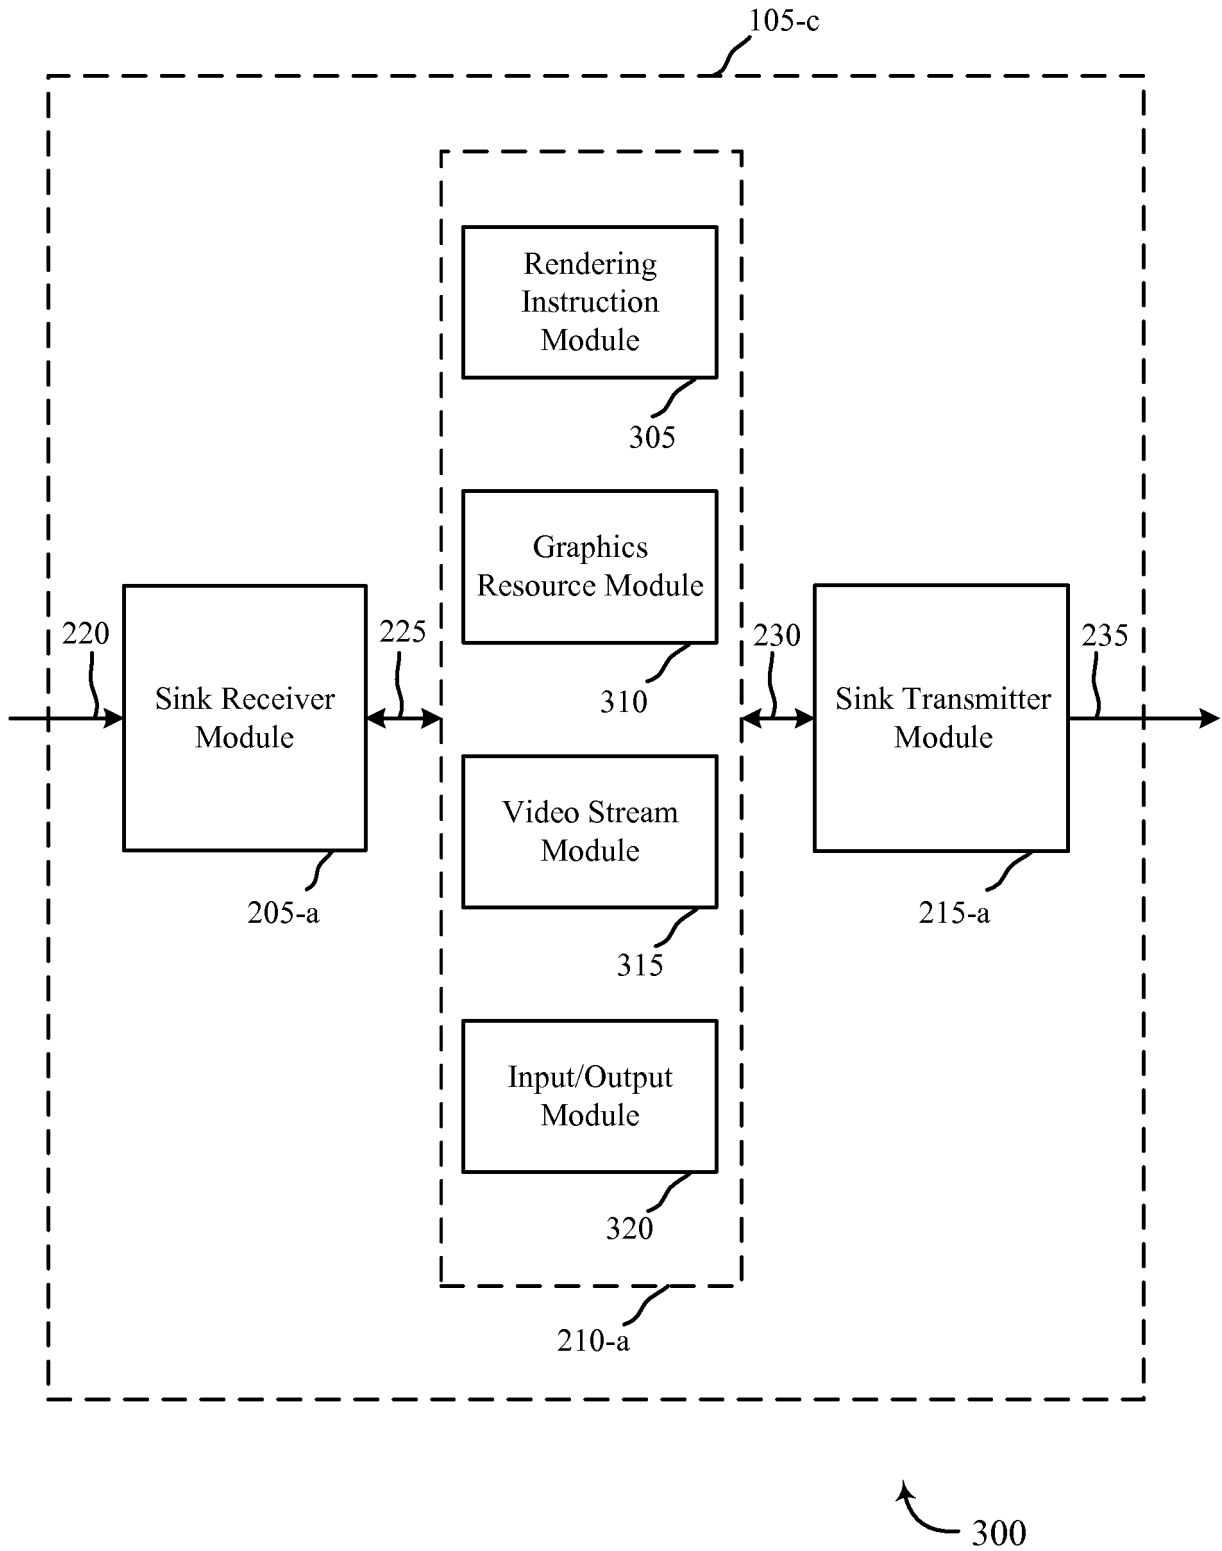 105-c
Rendering
Instruction
Module
305
Graphics
Resource Module
310
220
Sink Receiver
Module
205-a
225
230
Sink Transmitter
Module
215-a
235
Video Stream
Module
315
Input/Output
Module
320
210-a
300